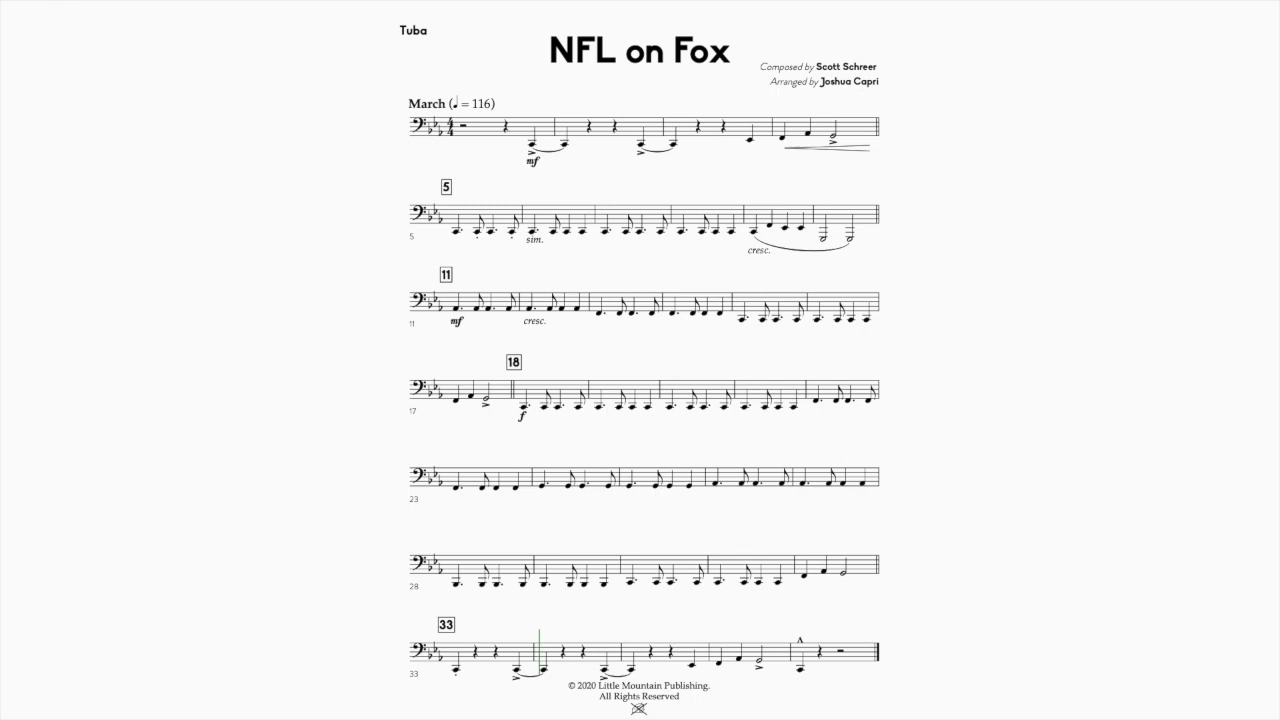 Tuba
NFL on Fox
Composed by Scott Schreer
Arranged by Joshua Capri
March (♩ = 116)
mf
5
5
sim.
cresc.
11
11
mf
cresc.
18
17
f
23
28
33
33
© 2020 Little Mountain Publishing.
All Rights Reserved